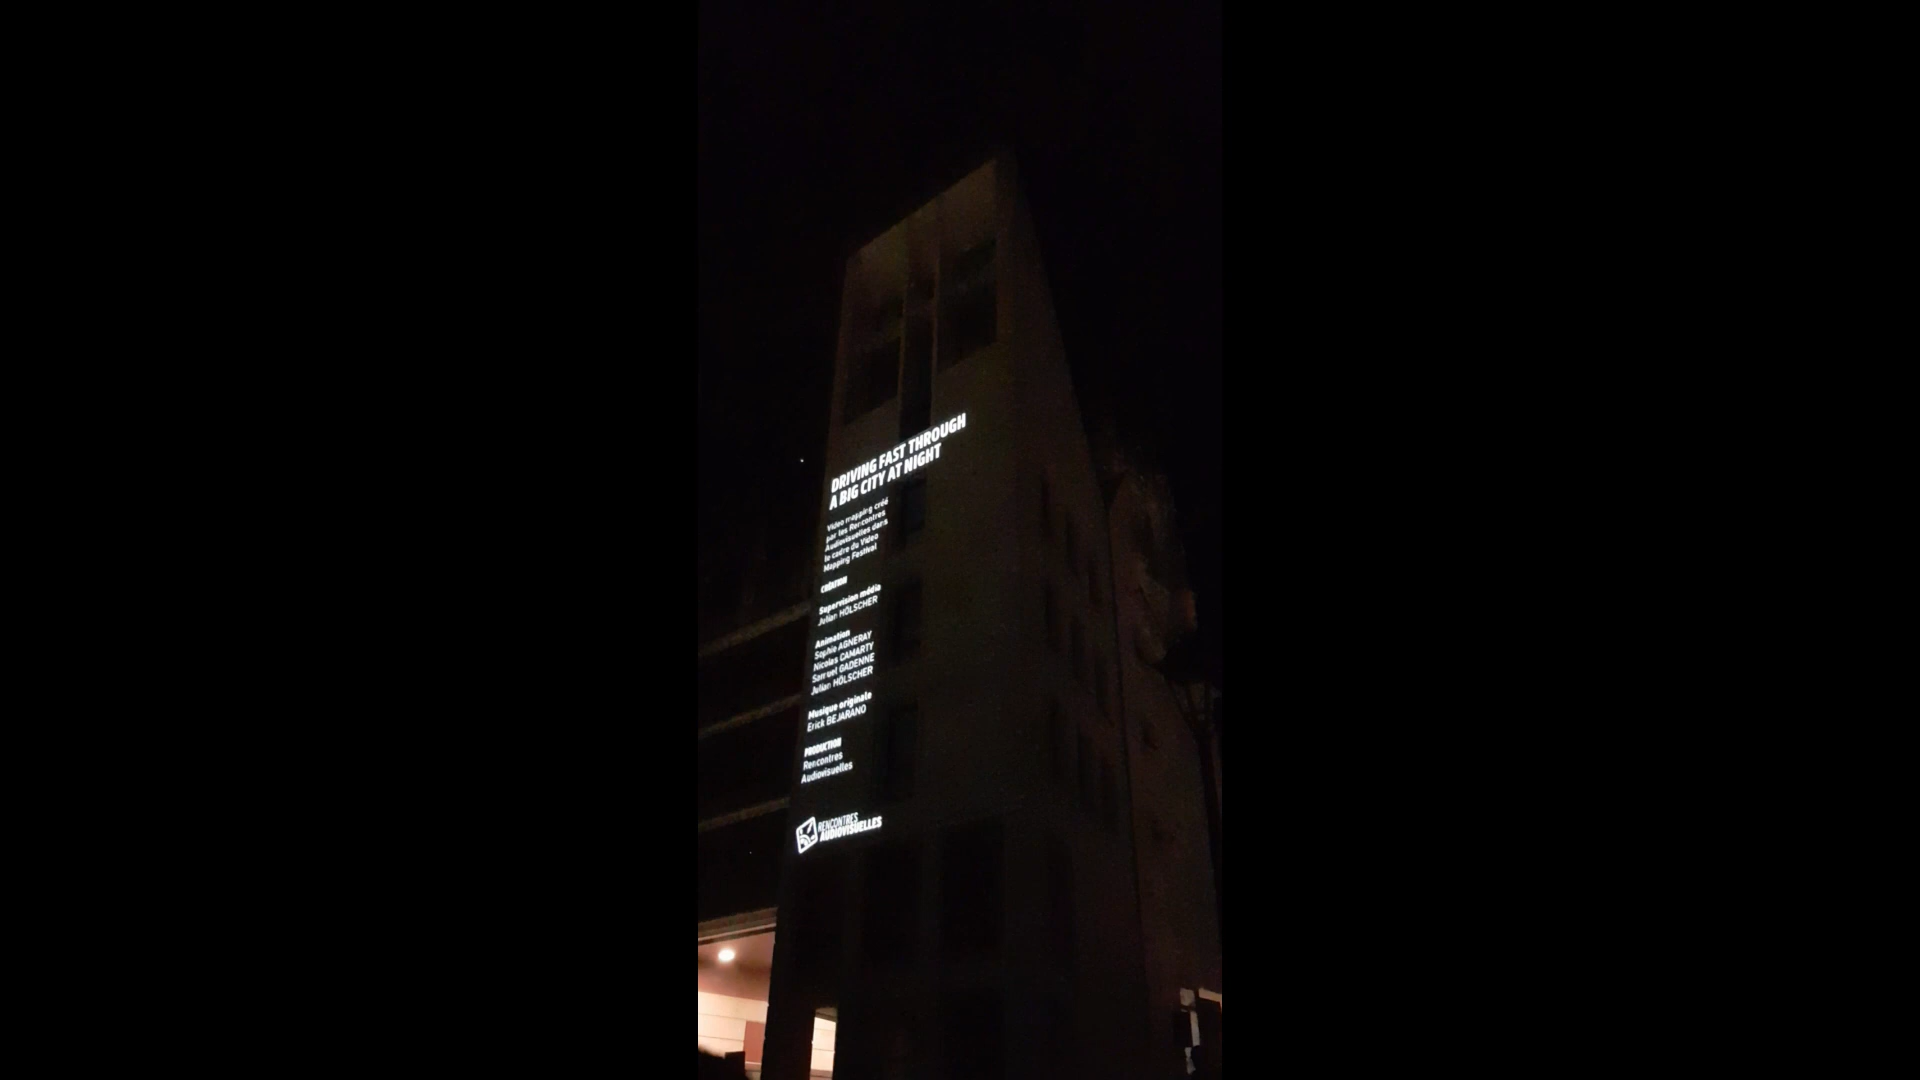 DRIVING FAST THROUGH
A BIG CITY AT NIGHT
Video mapping créé
par les Rencontres
Audiovisuelles dans
le cadre du Video
Mapping Festival
CRÉATION
Supervision média
Julian HÖLSCHER
Animation
Sophie AGNERAY
Nicolas CAMARTY
Samuel GADENNE
Julian HÖLSCHER
Musique originale
Erick BEJARANO
PRODUCTION
Rencontres
Audiovisuelles
RENCONTRES
AUDIOVISUELLES